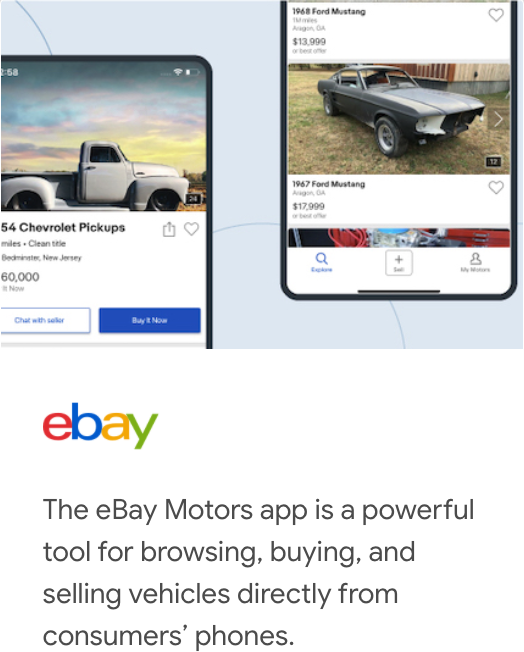 2:58
24
54 Chevrolet Pickups
miles • Clean title
Bedminster, New Jersey
60,000
It Now
Chat with seller
Buy It Now
1968 Ford Mustang
miles
Aragon, GA
$13,999
or best offer
12
1967 Ford Mustang
Aragon, GA
$17,999
or best offer
Explore
Sell
My Motors
ebay
The eBay Motors app is a powerful
tool for browsing, buying, and
selling vehicles directly from
consumers’ phones.